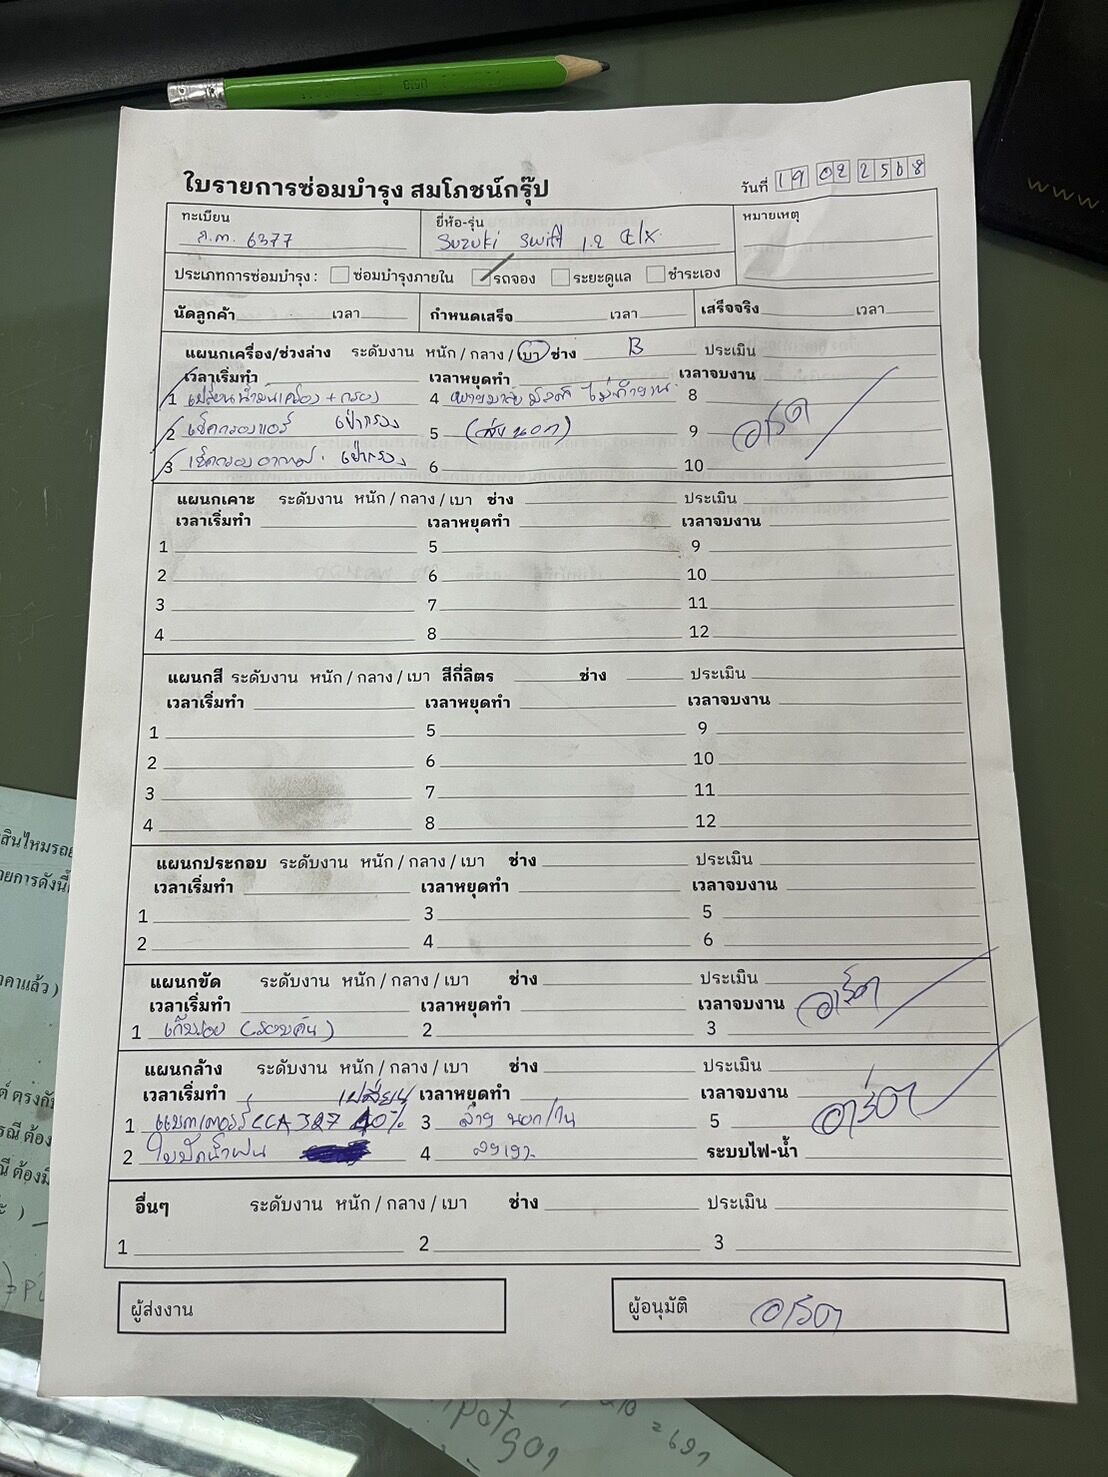 ใบรายการซ่อมบำรุง สมโภชน์กรุ๊ป
วันที่ 19 02 2568
ทะเบียน
6377
ยี่ห้อ-รุ่น
Suzuki Swift 1.2
หมายเหตุ
ประเภทการซ่อมบำรุง : ซ่อมบำรุงภายใน รถจอง ระยะดูแล ชำระเอง
นัดลูกค้า เวลา กำหนดเสร็จ เวลา เสร็จจริง เวลา
แผนกเครื่อง/ช่วงล่าง ระดับงาน หนัก / กลาง / เบา ช่าง B ประเมิน
เวลาเริ่มทำ เวลาหยุดทำ เวลาจบงาน
1 เปลี่ยนน้ำมันเครื่อง + กรอง 4 8
2 เช็คกรองแอร์ เป่ากรอง 5 (ส่งนอก) 9
3 เช็คกรองอากาศ เป่ากรอง 6 10
แผนกเคาะ ระดับงาน หนัก / กลาง / เบา ช่าง ประเมิน
เวลาเริ่มทำ เวลาหยุดทำ เวลาจบงาน
1 5 9
2 6 10
3 7 11
4 8 12
แผนกสี ระดับงาน หนัก / กลาง / เบา สีกี่ลิตร ช่าง ประเมิน
เวลาเริ่มทำ เวลาหยุดทำ เวลาจบงาน
1 5 9
2 6 10
3 7 11
4 8 12
แผนกประกอบ ระดับงาน หนัก / กลาง / เบา ช่าง ประเมิน
เวลาเริ่มทำ เวลาหยุดทำ เวลาจบงาน
1 3 5
2 4 6
แผนกขัด ระดับงาน หนัก / กลาง / เบา ช่าง ประเมิน
เวลาเริ่มทำ เวลาหยุดทำ เวลาจบงาน
1 เก็บรอย (รอบคัน) 2 3
แผนกล้าง ระดับงาน หนัก / กลาง / เบา ช่าง ประเมิน
เวลาเริ่มทำ เปลี่ยน เวลาหยุดทำ เวลาจบงาน
1 แบตเตอรี่ CCA 327 40% 3 ล้าง นอก/ใน 5
2 ใบปัดน้ำฝน 4 ระบบไฟ-น้ำ
อื่นๆ ระดับงาน หนัก / กลาง / เบา ช่าง ประเมิน
1 2 3
ผู้ส่งงาน
ผู้อนุมัติ